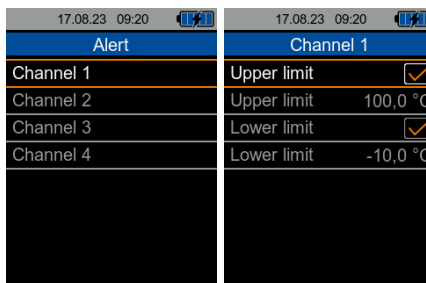 17.08.23 09:20
Alert
Channel 1
Channel 2
Channel 3
Channel 4
17.08.23 09:20
Channel 1
Upper limit
Upper limit 100,0 °C
Lower limit
Lower limit -10,0 °C